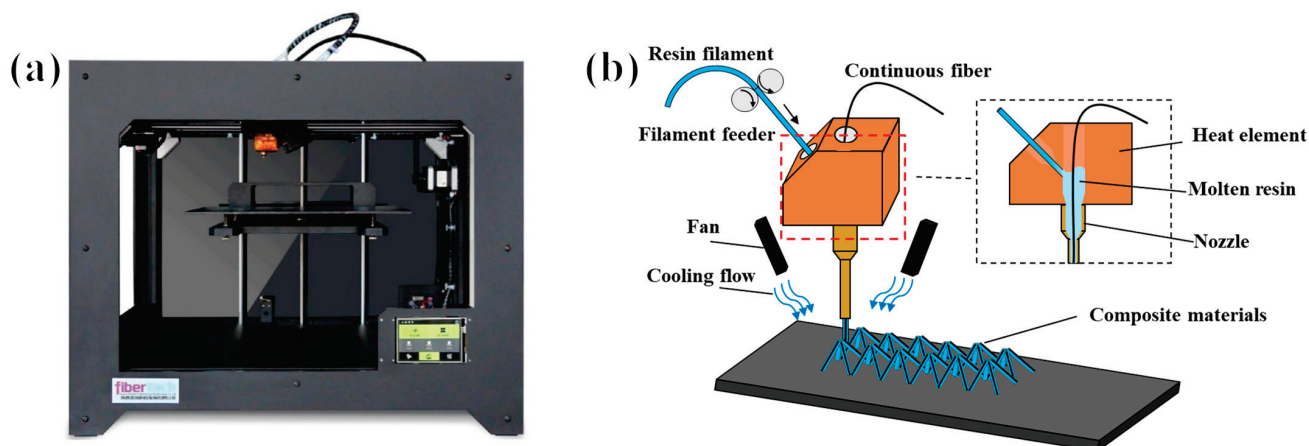 (a)
fiber
(b)
Resin filament
Continuous fiber
Filament feeder
Heat element
Molten resin
Nozzle
Fan
Cooling flow
Composite materials